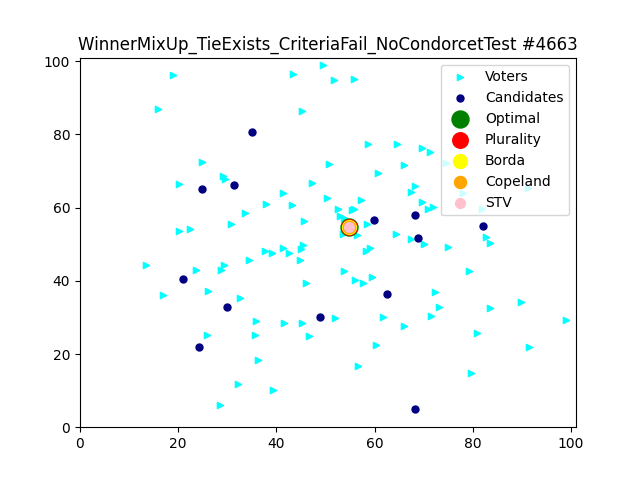 WinnerMixUp_TieExists_CriteriaFail_NoCondorcetTest #4663
100
80
60
40
20
0
0 20 40 60 80 100
Voters
Candidates
Optimal
Plurality
Borda
Copeland
STV